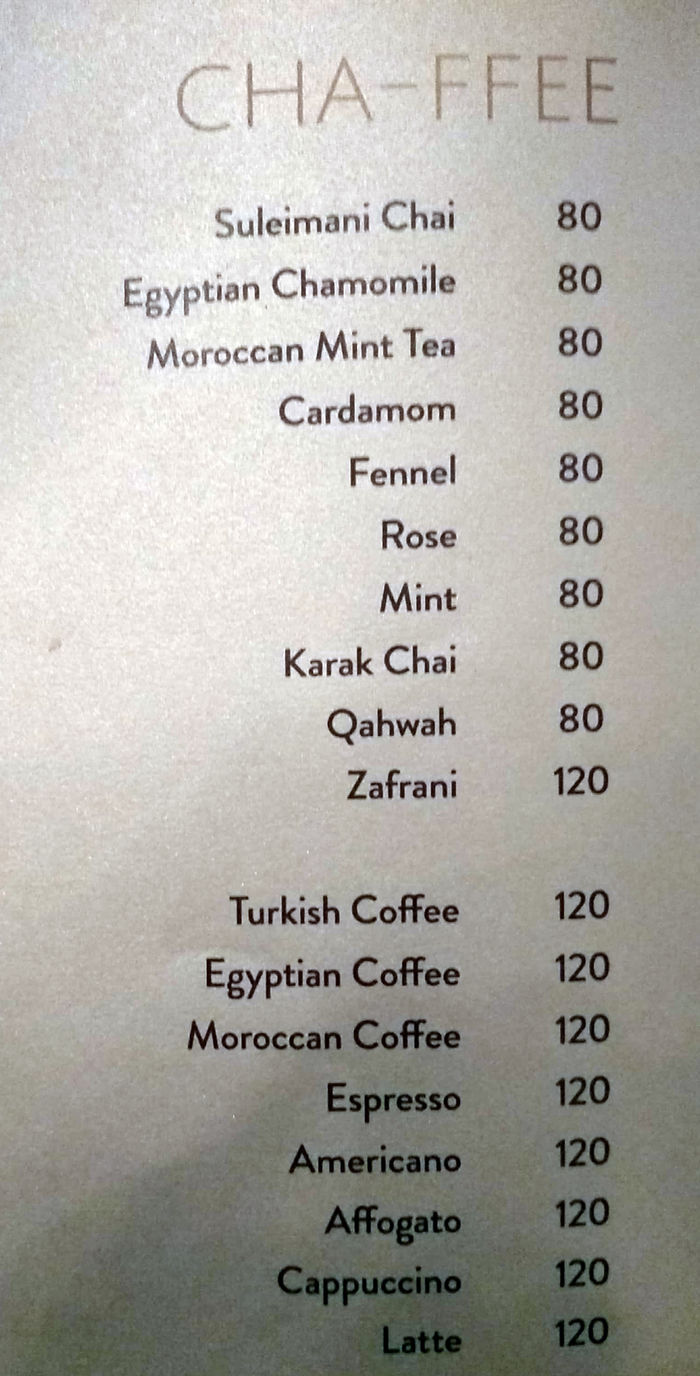 CHA-FFEE
Suleimani Chai 80
Egyptian Chamomile 80
Moroccan Mint Tea 80
Cardamom 80
Fennel 80
Rose 80
Mint 80
Karak Chai 80
Qahwah 80
Zafrani 120
Turkish Coffee 120
Egyptian Coffee 120
Moroccan Coffee 120
Espresso 120
Americano 120
Affogato 120
Cappuccino 120
Latte 120